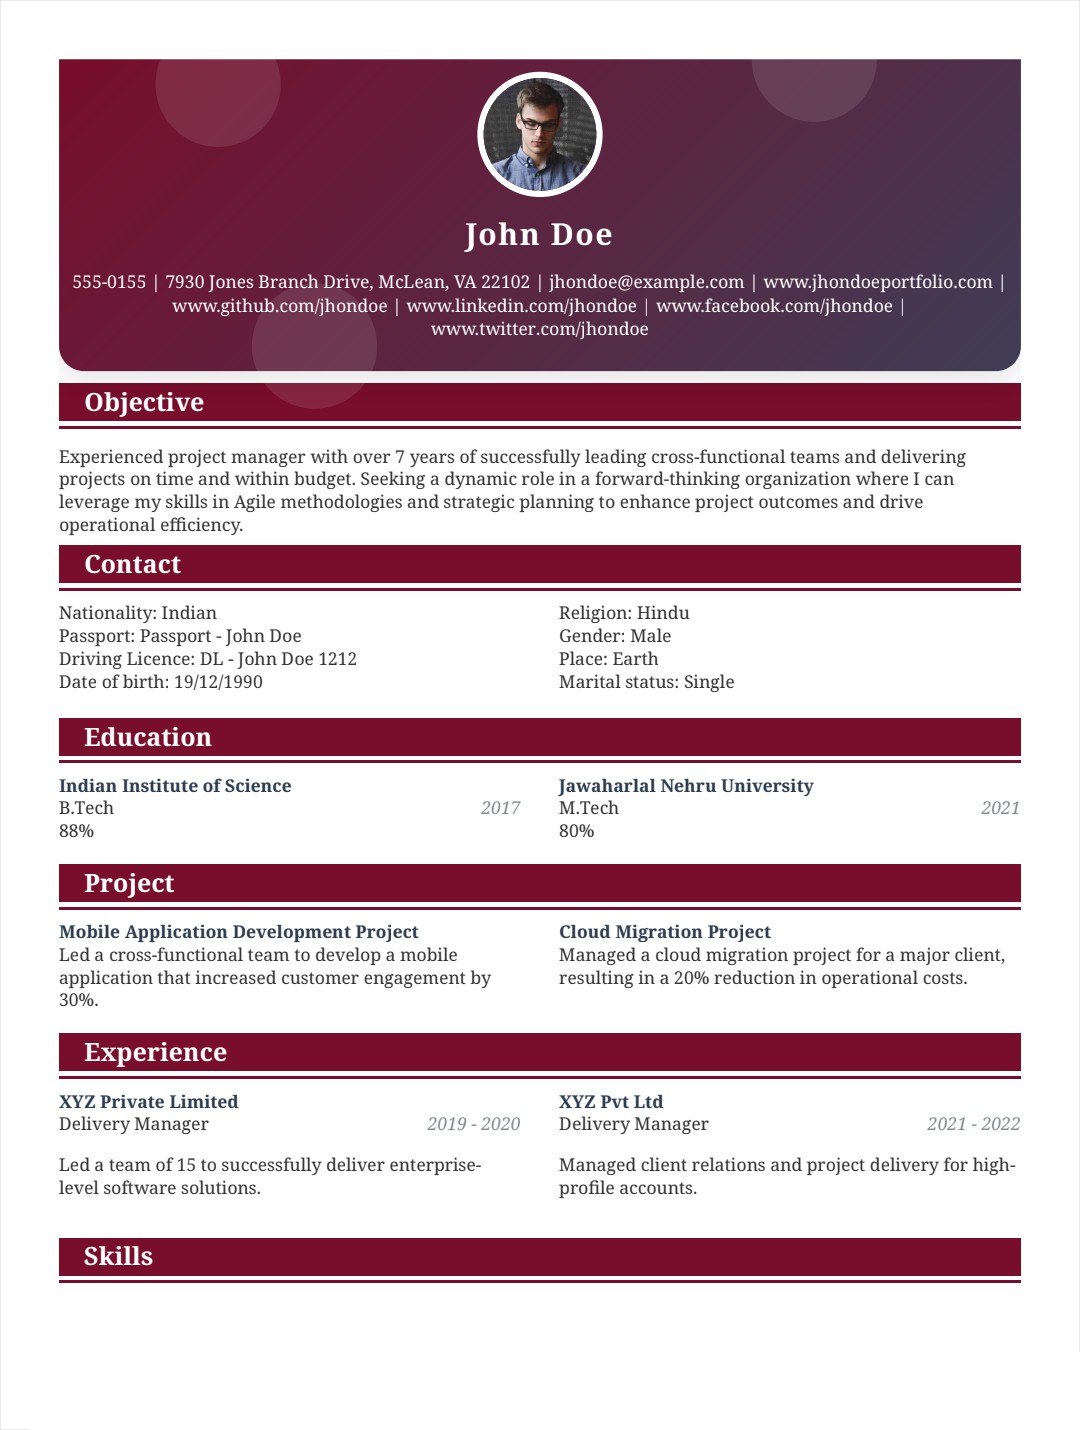 John Doe
555-0155 | 7930 Jones Branch Drive, McLean, VA 22102 | jhondoe@example.com | www.jhondoeportfolio.com |
www.github.com/jhondoe | www.linkedin.com/jhondoe | www.facebook.com/jhondoe |
www.twitter.com/jhondoe
Objective
Experienced project manager with over 7 years of successfully leading cross-functional teams and delivering
projects on time and within budget. Seeking a dynamic role in a forward-thinking organization where I can
leverage my skills in Agile methodologies and strategic planning to enhance project outcomes and drive
operational efficiency.
Contact
Nationality: Indian
Passport: Passport - John Doe
Driving Licence: DL - John Doe 1212
Date of birth: 19/12/1990
Religion: Hindu
Gender: Male
Place: Earth
Marital status: Single
Education
Indian Institute of Science
B.Tech 2017
88%
Jawaharlal Nehru University
M.Tech 2021
80%
Project
Mobile Application Development Project
Led a cross-functional team to develop a mobile
application that increased customer engagement by
30%.
Cloud Migration Project
Managed a cloud migration project for a major client,
resulting in a 20% reduction in operational costs.
Experience
XYZ Private Limited
Delivery Manager 2019 - 2020
Led a team of 15 to successfully deliver enterprise-
level software solutions.
XYZ Pvt Ltd
Delivery Manager 2021 - 2022
Managed client relations and project delivery for high-
profile accounts.
Skills